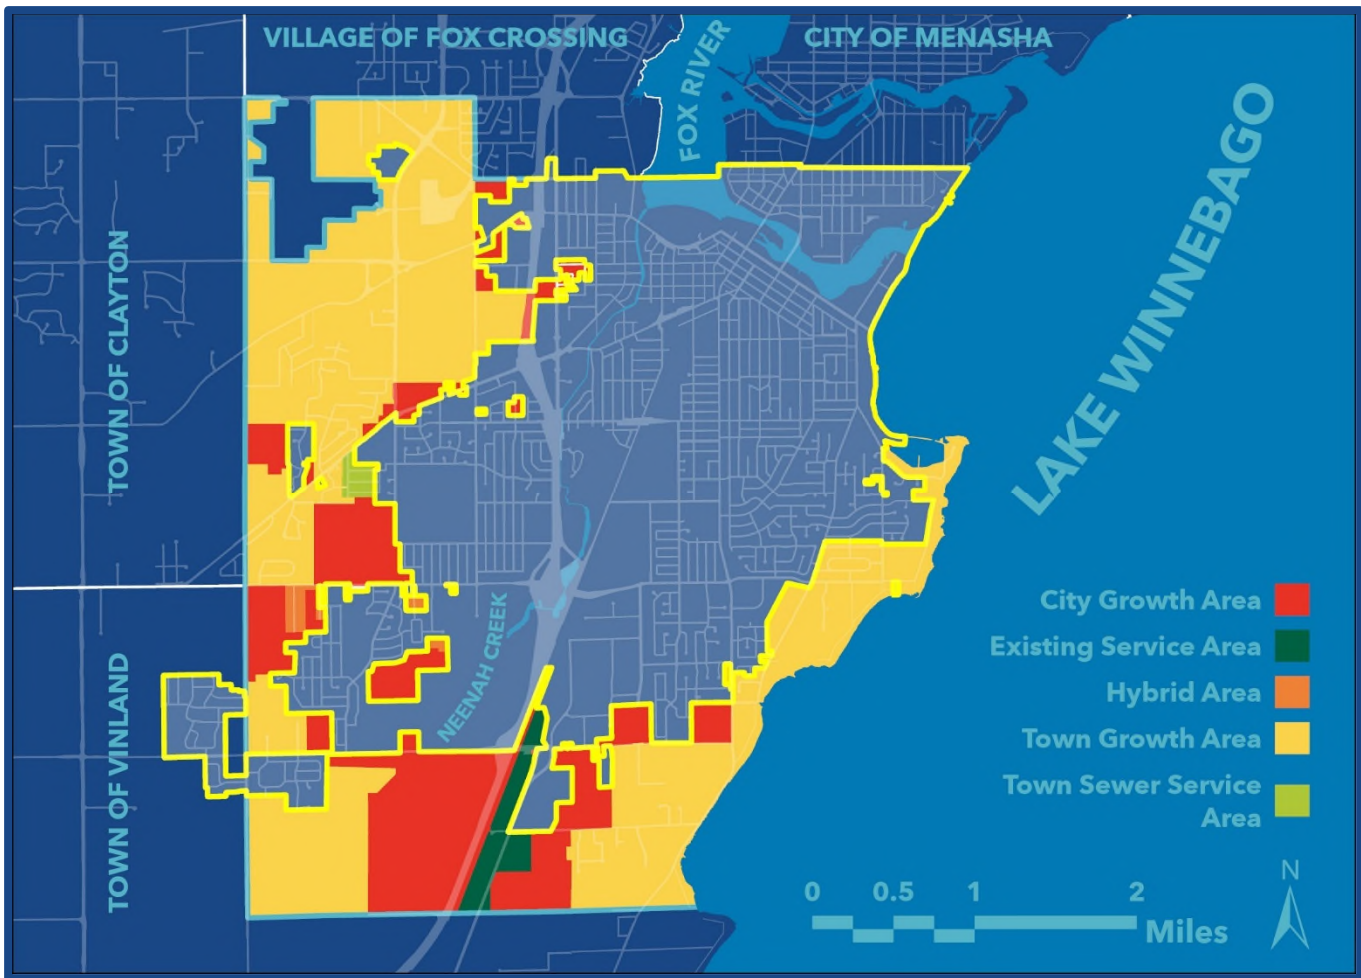 VILLAGE OF FOX CROSSING
CITY OF MENASHA
FOX RIVER
LAKE WINNEBAGO
TOWN OF CLAYTON
TOWN OF VINLAND
NEENAH CREEK
City Growth Area
Existing Service Area
Hybrid Area
Town Growth Area
Town Sewer Service
Area
N
0 0.5 1 2
Miles